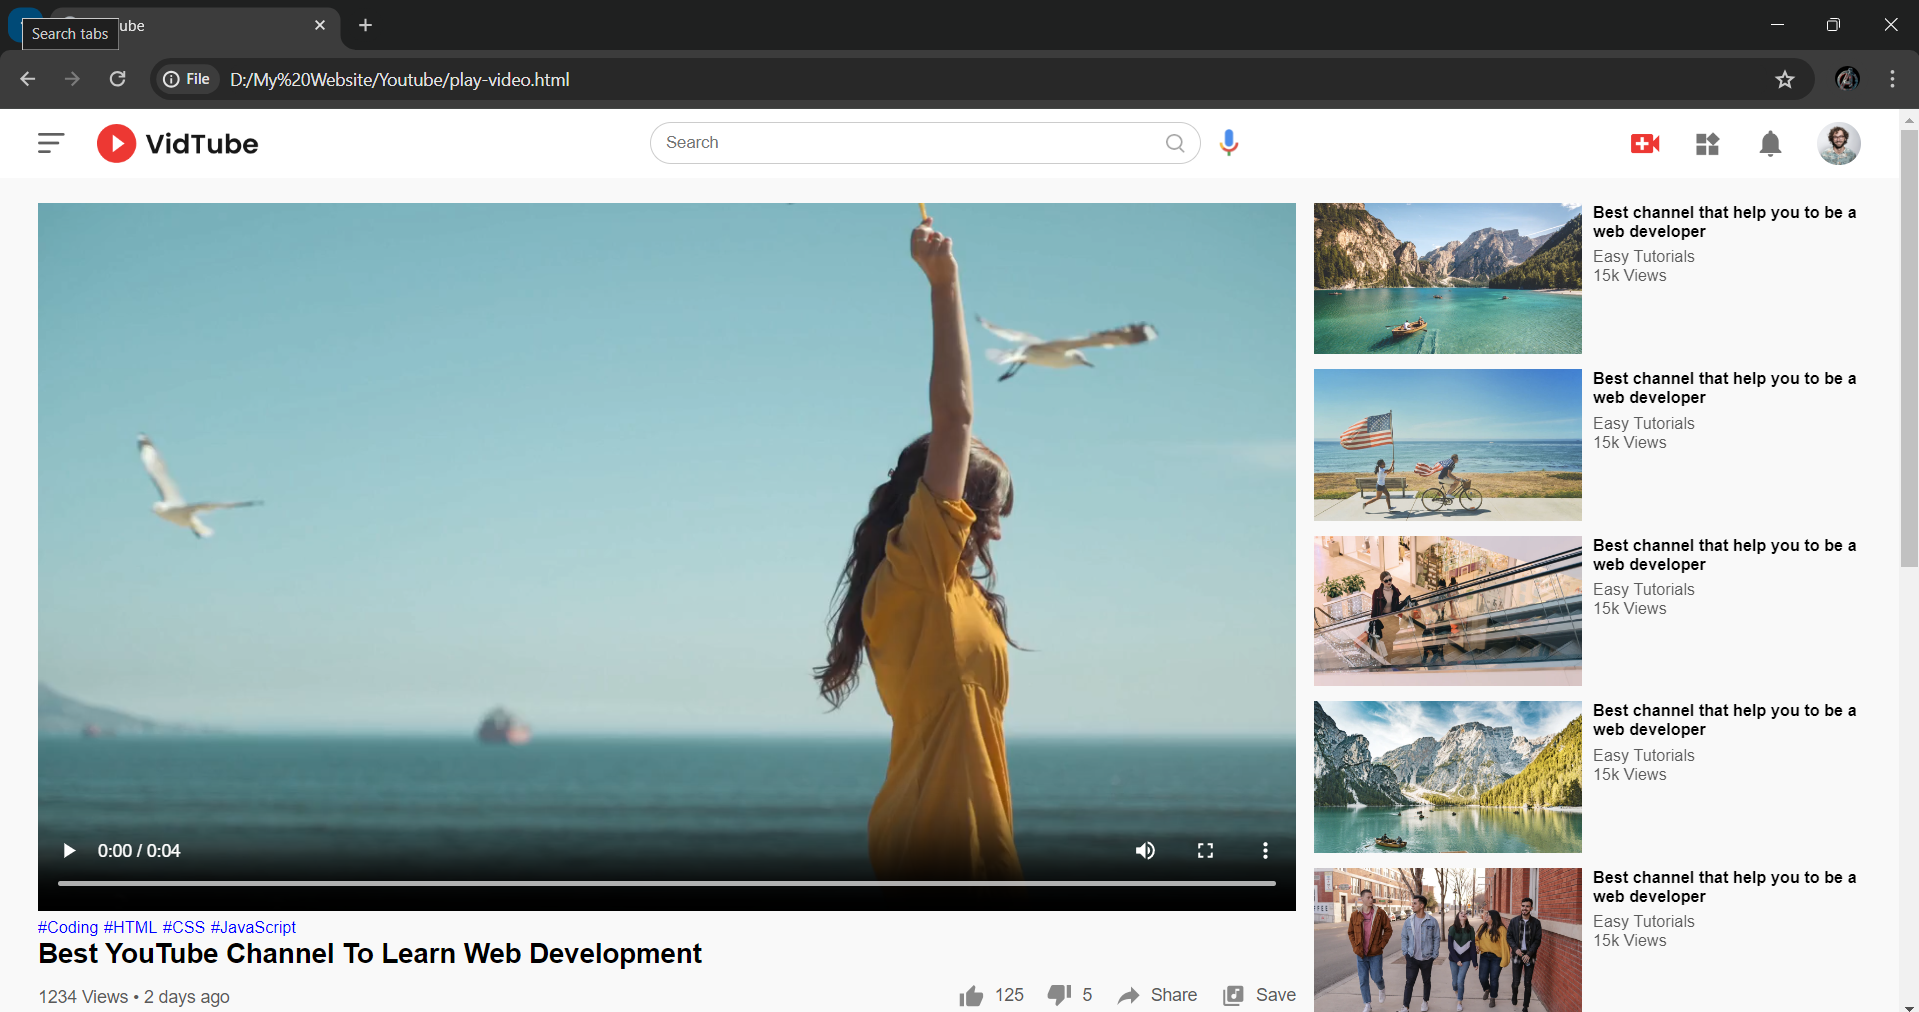 ube
Search tabs
File
D:/My%20Website/Youtube/play-video.html
VidTube
Search
Best channel that help you to be a
web developer
Easy Tutorials
15k Views
Best channel that help you to be a
web developer
Easy Tutorials
15k Views
Best channel that help you to be a
web developer
Easy Tutorials
15k Views
Best channel that help you to be a
web developer
Easy Tutorials
15k Views
Best channel that help you to be a
web developer
Easy Tutorials
15k Views
0:00 / 0:04
#Coding #HTML #CSS #JavaScript
Best YouTube Channel To Learn Web Development
1234 Views • 2 days ago
125
5
Share
Save